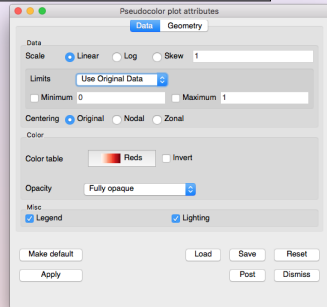 Pseudocolor plot attributes
Data Geometry
Data
Scale Linear Log Skew 1
Limits Use Original Data
Minimum 0 Maximum 1
Centering Original Nodal Zonal
Color
Color table Reds Invert
Opacity Fully opaque
Misc
Legend Lighting
Make default Load Save Reset
Apply Post Dismiss